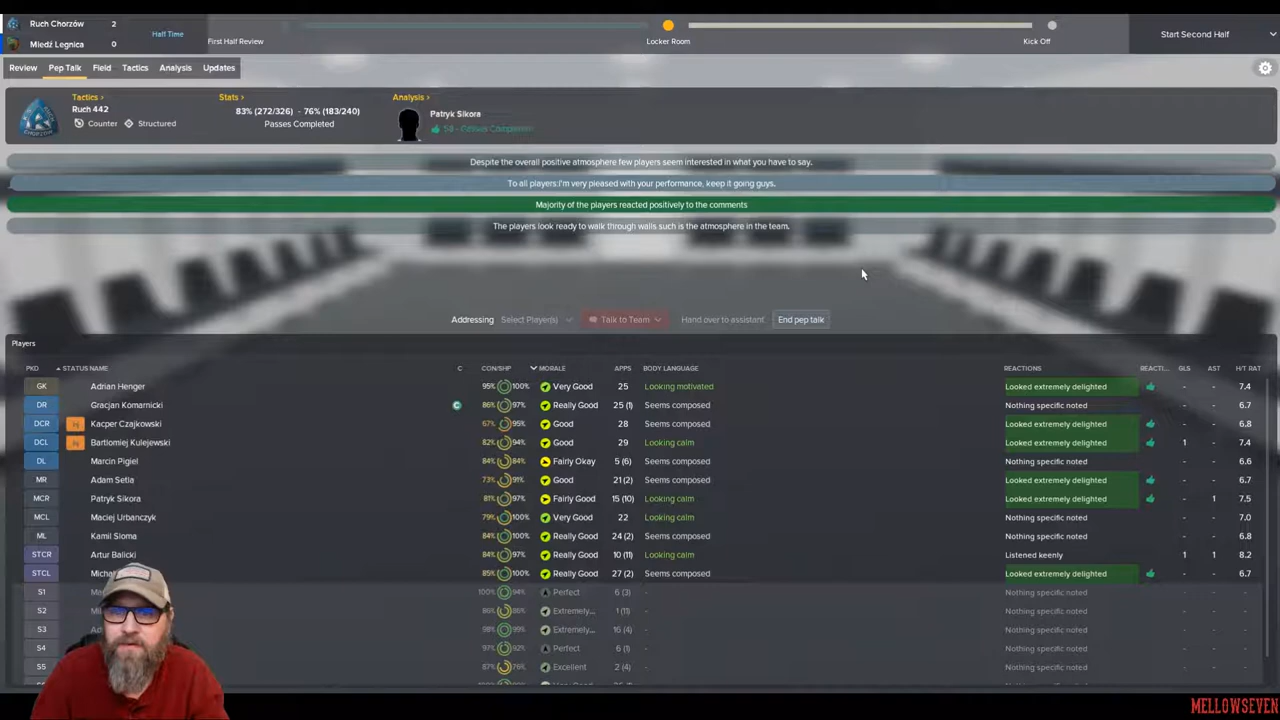 Ruch Chorzów 2
Miedź Legnica 0
Half Time
First Half Review
Locker Room
Kick Off
Start Second Half
Review Pep Talk Field Tactics Analysis Updates
Tactics >
Ruch 442
Counter Structured
Stats >
83% (272/326) - 76% (183/240)
Passes Completed
Analysis >
Patryk Sikora
Despite the overall positive atmosphere few players seem interested in what you have to say.
To all players:I'm very pleased with your performance, keep it going guys.
Majority of the players reacted positively to the comments
The players look ready to walk through walls such is the atmosphere in the team.
Addressing Select Player(s) Talk to Team Hand over to assistant End pep talk
Players
PKD STATUS NAME C CON/SHP MORALE APPS BODY LANGUAGE REACTIONS REACTI... GLS AST H/T RAT
GK Adrian Henger 95% 100% Very Good 25 Looking motivated Looked extremely delighted - - 7.4
DR Gracjan Komarnicki C 86% 97% Really Good 25 (1) Seems composed Nothing specific noted - - 6.7
DCR Kacper Czajkowski 67% 95% Good 28 Seems composed Looked extremely delighted - - 6.8
DCL Bartlomiej Kulejewski 82% 94% Good 29 Looking calm Looked extremely delighted 1 - 7.4
DL Marcin Pigiel 84% 84% Fairly Okay 5 (6) Seems composed Nothing specific noted - - 6.6
MR Adam Setla 73% 91% Good 21 (2) Seems composed Looked extremely delighted - - 6.7
MCR Patryk Sikora 81% 97% Fairly Good 15 (10) Looking calm Looked extremely delighted - 1 7.5
MCL Maciej Urbanczyk 79% 100% Very Good 22 Looking calm Nothing specific noted - - 7.0
ML Kamil Sloma 84% 100% Really Good 24 (2) Seems composed Nothing specific noted - - 6.8
STCR Artur Balicki 84% 97% Really Good 10 (11) Looking calm Listened keenly 1 1 8.2
STCL 85% 100% Really Good 27 (2) Seems composed Looked extremely delighted - - 6.7
S1 100% 94% Perfect 6 (3) - Nothing specific noted - - -
S2 86% 86% Extremely... 1 (11) - Nothing specific noted - - -
S3 98% 99% Extremely... 16 (4) - Nothing specific noted - - -
S4 97% 92% Perfect 6 (1) - Nothing specific noted - - -
S5 87% 76% Excellent 2 (4) - Nothing specific noted - - -
MELLOWSEVEN